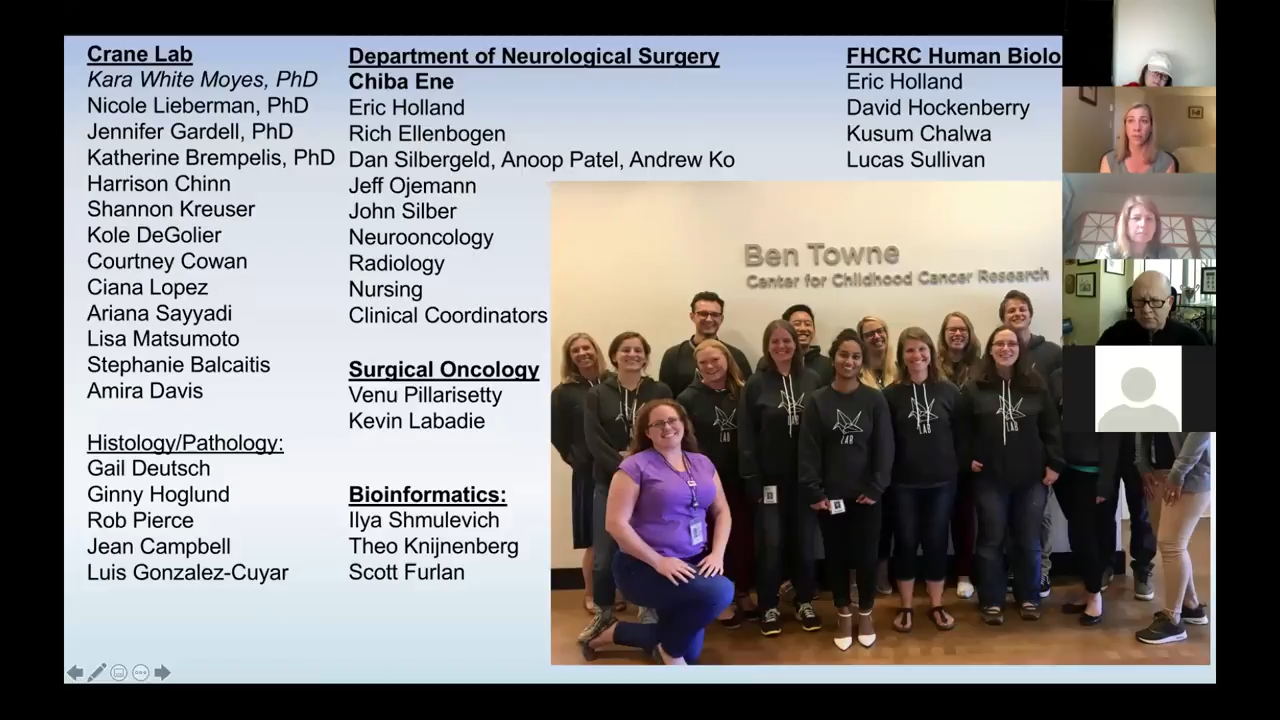 Crane Lab
Kara White Moyes, PhD
Nicole Lieberman, PhD
Jennifer Gardell, PhD
Katherine Brempelis, PhD
Harrison Chinn
Shannon Kreuser
Kole DeGolier
Courtney Cowan
Ciana Lopez
Ariana Sayyadi
Lisa Matsumoto
Stephanie Balcaitis
Amira Davis
Histology/Pathology:
Gail Deutsch
Ginny Hoglund
Rob Pierce
Jean Campbell
Luis Gonzalez-Cuyar
Department of Neurological Surgery
Chiba Ene
Eric Holland
Rich Ellenbogen
Dan Silbergeld, Anoop Patel, Andrew Ko
Jeff Ojemann
John Silber
Neurooncology
Radiology
Nursing
Clinical Coordinators
Surgical Oncology
Venu Pillarisetty
Kevin Labadie
Bioinformatics:
Ilya Shmulevich
Theo Knijnenberg
Scott Furlan
FHCRC Human Biolo
Eric Holland
David Hockenberry
Kusum Chalwa
Lucas Sullivan
Ben Towne
Center for Childhood Cancer Research
LAB
LAB
LAB
LAB
LAB